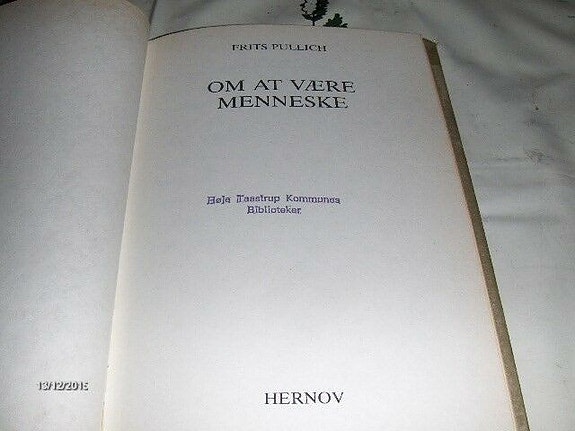 FRITS PULLICH
OM AT VÆRE
MENNESKE
Høje Taastrup Kommunes
Biblioteker
HERNOV
13/12/2015